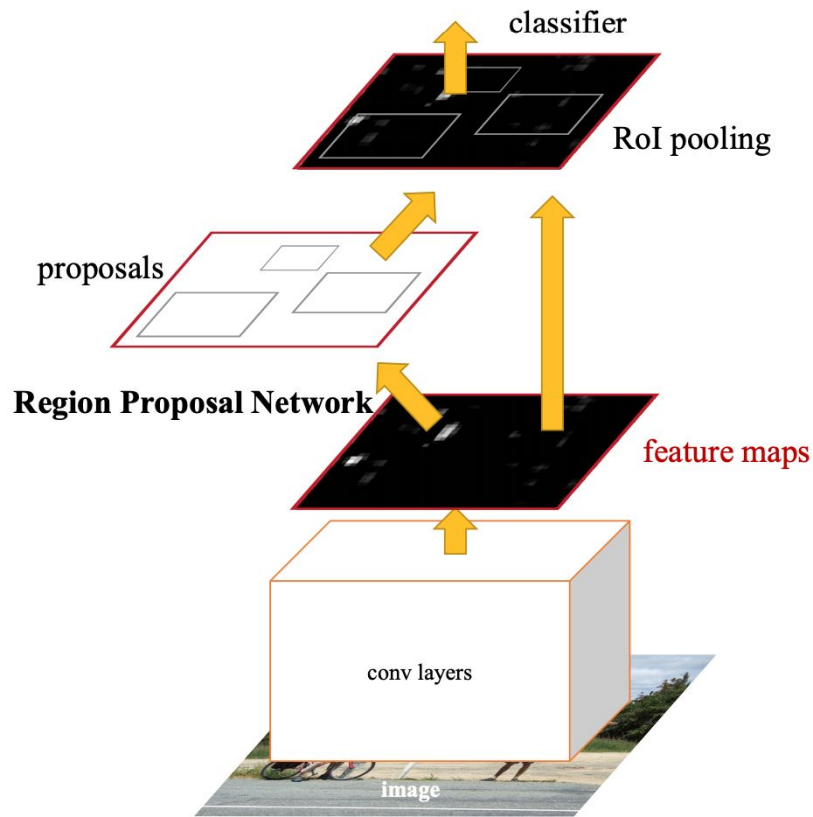 classifier
RoI pooling
proposals
Region Proposal Network
feature maps
conv layers
image